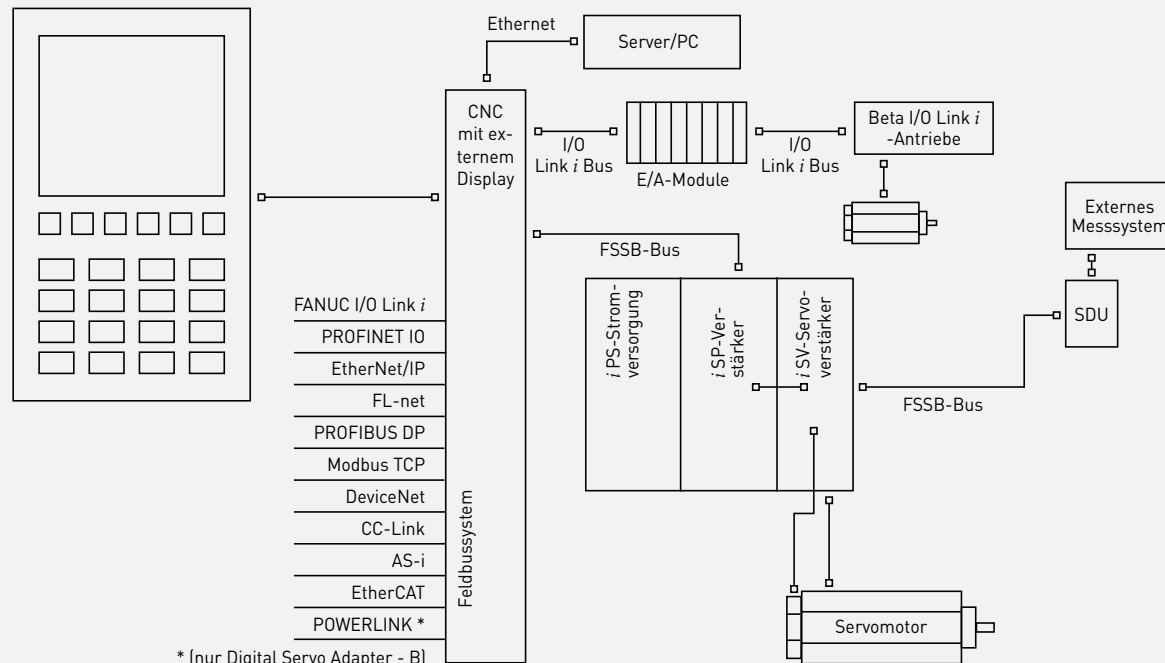 Ethernet
Server/PC
CNC
mit ex-
ternem
Display
I/O
Link i Bus
E/A-Module
I/O
Link i Bus
Beta I/O Link i
-Antriebe
Externes
Messsystem
SDU
FSSB-Bus
i PS-Strom-
versorgung
i SP-Ver-
stärker
i SV-Servo-
verstärker
FSSB-Bus
FANUC I/O Link i
PROFINET IO
EtherNet/IP
FL-net
PROFIBUS DP
Modbus TCP
DeviceNet
CC-Link
AS-i
EtherCAT
POWERLINK *
* (nur Digital Servo Adapter - B)
Feldbussystem
Servomotor